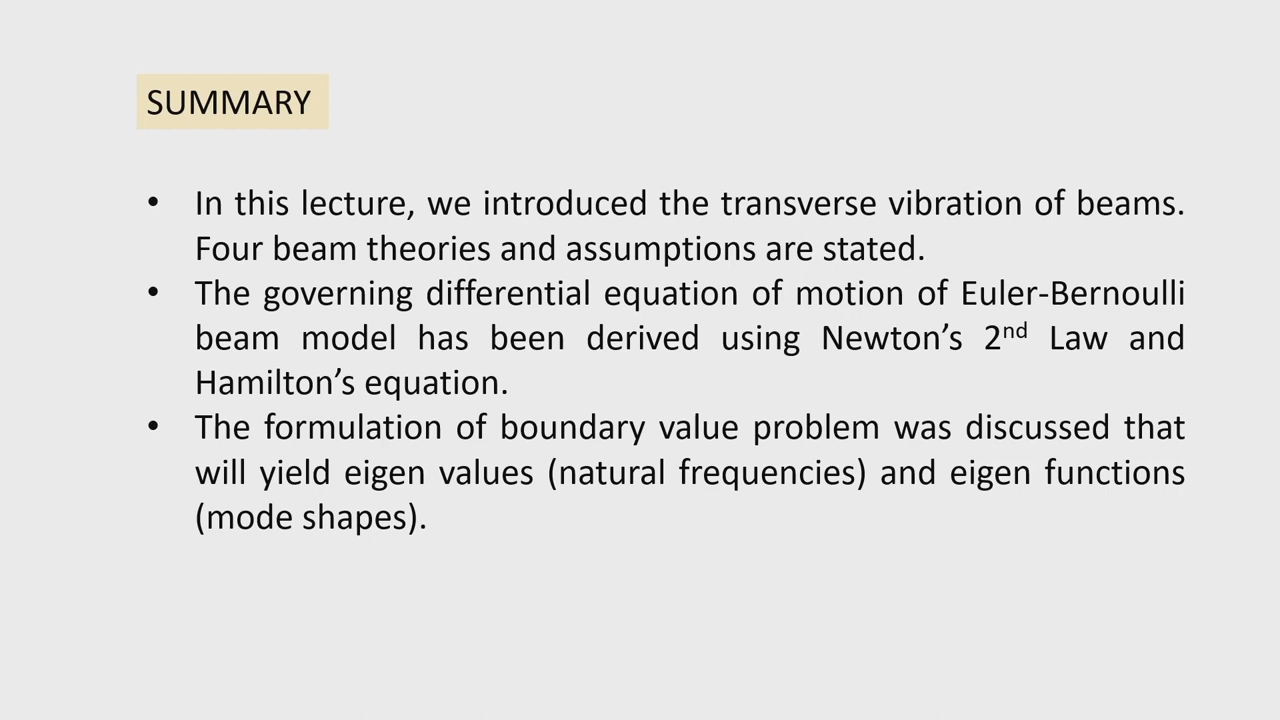 SUMMARY
• In this lecture, we introduced the transverse vibration of beams.
Four beam theories and assumptions are stated.
• The governing differential equation of motion of Euler-Bernoulli
beam model has been derived using Newton’s 2nd Law and
Hamilton’s equation.
• The formulation of boundary value problem was discussed that
will yield eigen values (natural frequencies) and eigen functions
(mode shapes).